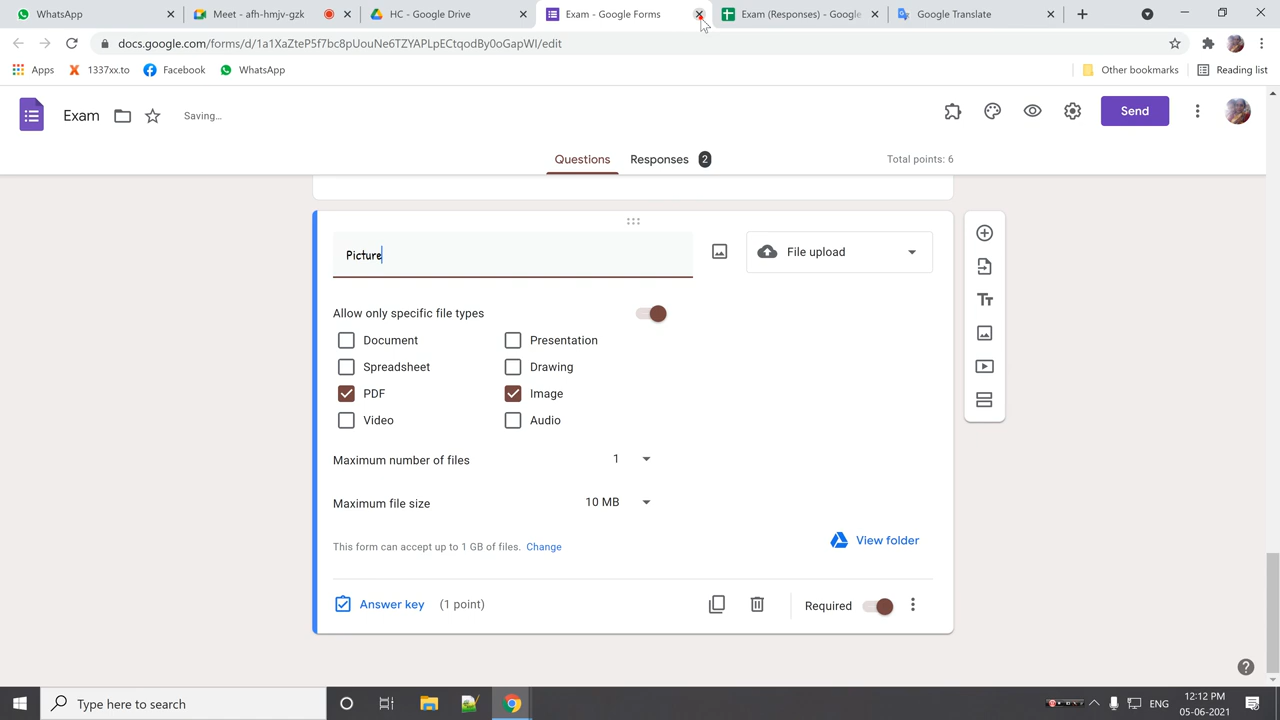 WhatsApp
Meet - afh-hmjv-gzk
HC - Google Drive
Exam - Google Forms
Exam (Responses) - Google
Google Translate
docs.google.com/forms/d/1a1XaZteP5f7bc8pUouNe6TZYAPLpECtqodBy0oGapWI/edit
Apps
1337xx.to
Facebook
WhatsApp
Other bookmarks
Reading list
Exam
Saving...
Send
Questions
Responses 2
Total points: 6
Picture
File upload
Allow only specific file types
Document
Presentation
Spreadsheet
Drawing
PDF
Image
Video
Audio
Maximum number of files
1
Maximum file size
10 MB
View folder
This form can accept up to 1 GB of files. Change
Answer key (1 point)
Required
Type here to search
ENG
12:12 PM
05-06-2021